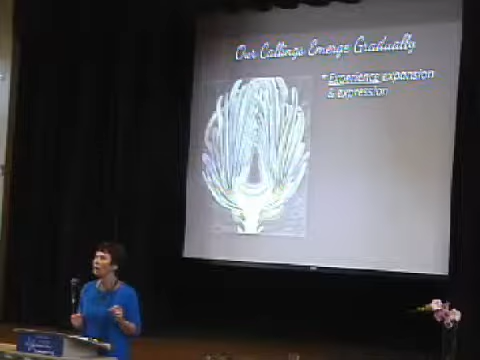 Our Callings Emerge Gradually
* Experience expansion
& expression